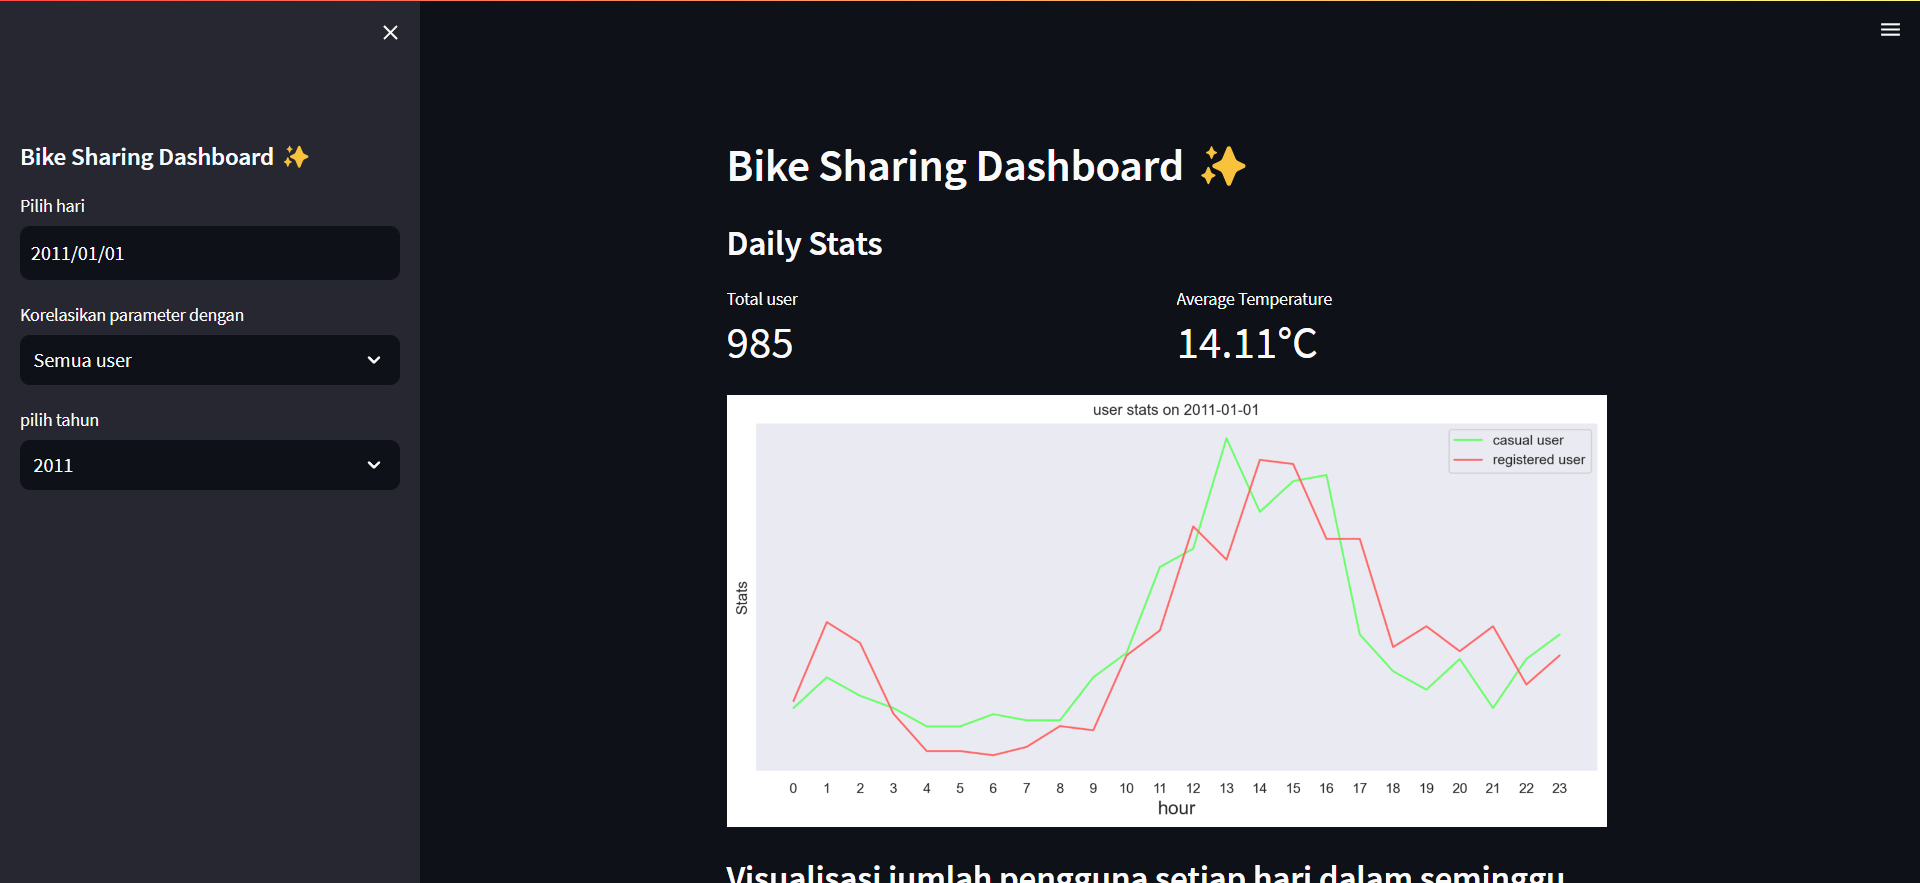 Bike Sharing Dashboard ✨
Pilih hari
2011/01/01
Korelasikan parameter dengan
Semua user
pilih tahun
2011
Bike Sharing Dashboard ✨
Daily Stats
Total user
985
Average Temperature
14.11°C
user stats on 2011-01-01
casual user
registered user
Stats
0 1 2 3 4 5 6 7 8 9 10 11 12 13 14 15 16 17 18 19 20 21 22 23
hour
Visualisasi jumlah pengguna setiap hari dalam seminggu